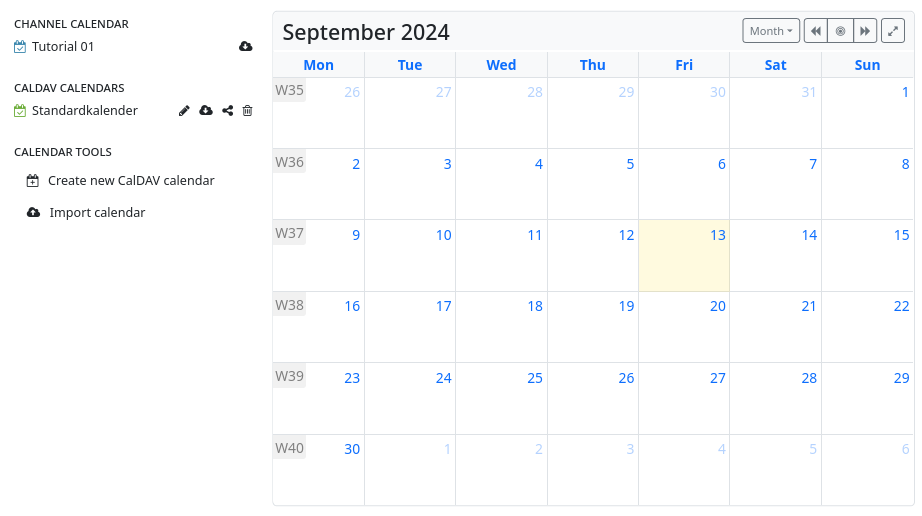 CHANNEL CALENDAR
Tutorial 01
CALDAV CALENDARS
Standardkalender
CALENDAR TOOLS
Create new CalDAV calendar
Import calendar
September 2024
Month
Mon Tue Wed Thu Fri Sat Sun
W35 26 27 28 29 30 31 1
W36 2 3 4 5 6 7 8
W37 9 10 11 12 13 14 15
W38 16 17 18 19 20 21 22
W39 23 24 25 26 27 28 29
W40 30 1 2 3 4 5 6